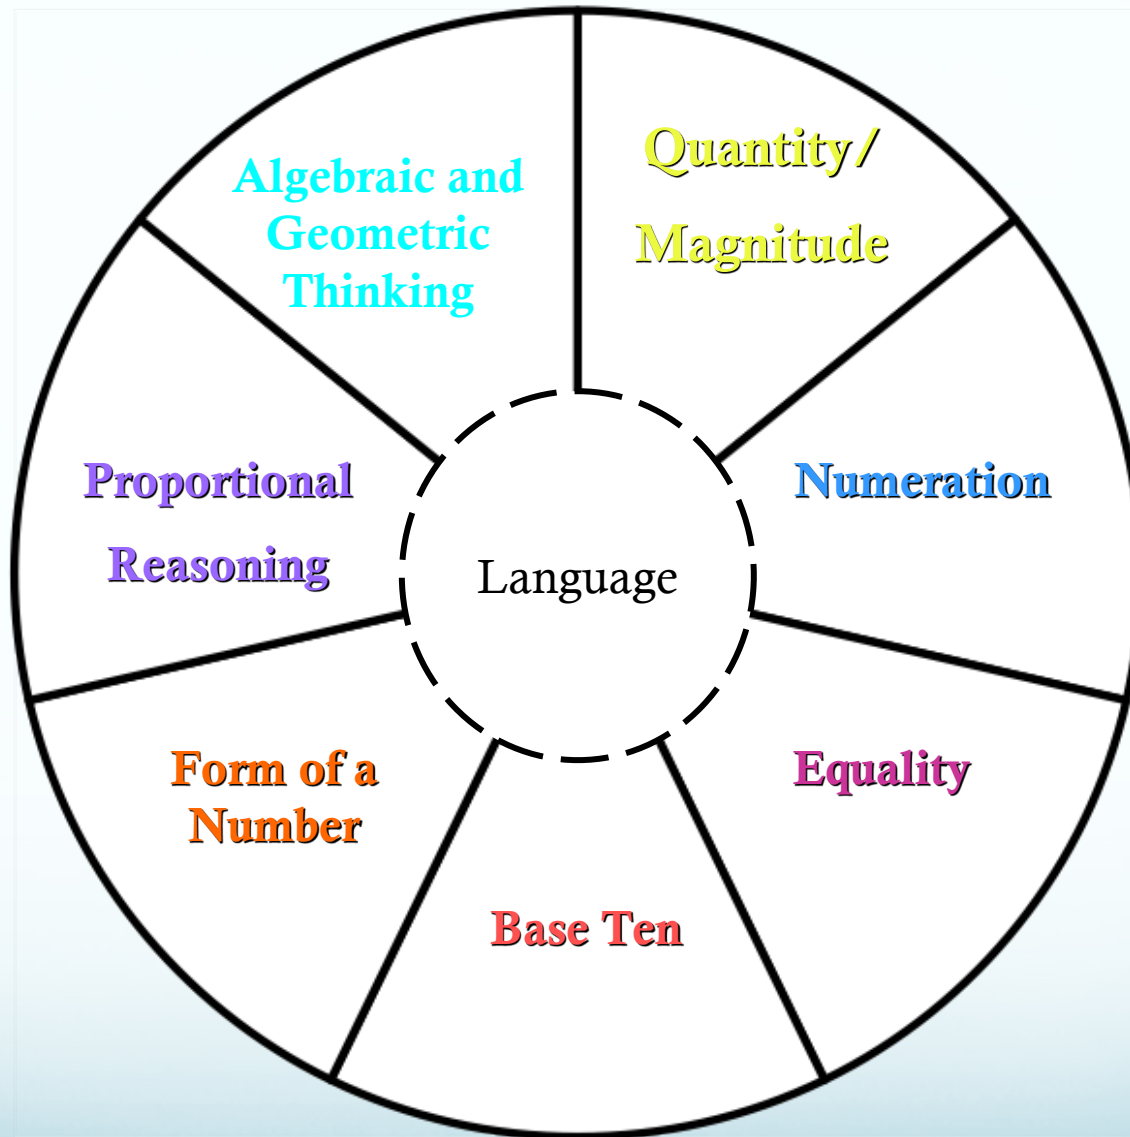 Quantity/
Magnitude
Numeration
Equality
Base Ten
Form of a
Number
Proportional
Reasoning
Algebraic and
Geometric
Thinking
Language